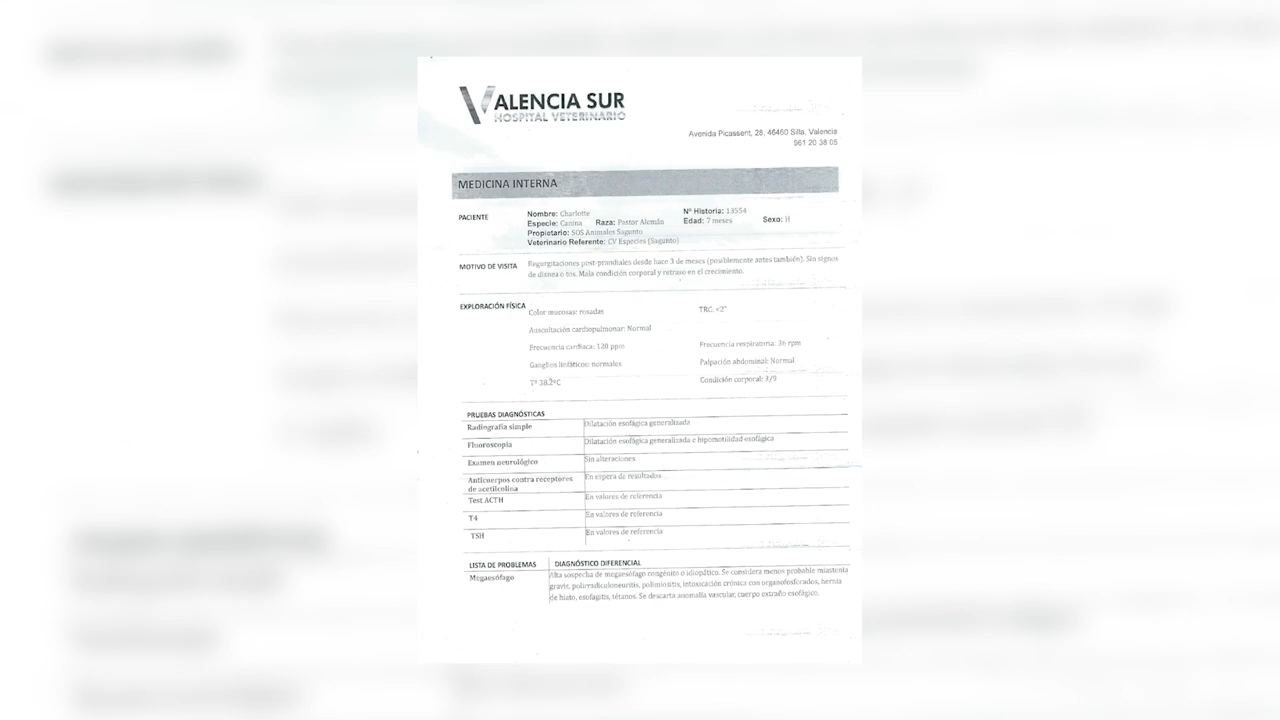 VALENCIA SUR
HOSPITAL VETERINARIO
Avenida Picassent, 28, 46460 Silla, Valencia
961 20 38 05
MEDICINA INTERNA
PACIENTE
Nombre: Charlotte
Nº Historia: 13554
Especie: Canina Raza: Pastor Alemán Edad: 7 meses Sexo: H
Propietario: SOS Animales Sagunto
Veterinario Referente: CV Especies (Sagunto)
MOTIVO DE VISITA
Regurgitaciones post-prandiales desde hace 3 de meses (posiblemente antes también). Sin signos
de disnea o tos. Mala condición corporal y retraso en el crecimiento.
EXPLORACIÓN FÍSICA
Color mucosas: rosadas TRC: <2"
Auscultación cardiopulmonar: Normal
Frecuencia cardiaca: 120 ppm Frecuencia respiratoria: 36 rpm
Ganglios linfáticos: normales Palpación abdominal: Normal
Tº 38.2ºC Condición corporal: 3/9
PRUEBAS DIAGNÓSTICAS
Radiografía simple Dilatación esofágica generalizada
Fluoroscopia Dilatación esofágica generalizada e hipomotilidad esofágica
Examen neurológico Sin alteraciones
Anticuerpos contra receptores En espera de resultados
de acetilcolina
Test ACTH En valores de referencia
T4 En valores de referencia
TSH En valores de referencia
LISTA DE PROBLEMAS DIAGNÓSTICO DIFERENCIAL
Megaesófago Alta sospecha de megaesófago congénito o idiopático. Se considera menos probable miastenia
gravis, polirradiculoneuritis, polimiositis, intoxicación crónica con organofosforados, hernia
de hiato, esofagitis, tétanos. Se descarta anomalía vascular, cuerpo extraño esofágico.